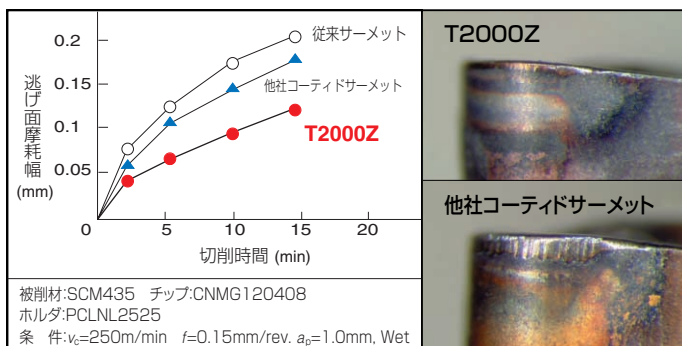 0.2
0.15
0.1
0.05
逃げ面摩耗幅
(mm)
従来サーメット
他社コーティドサーメット
T2000Z
0
5
10
15
20
切削時間 (min)
被削材:SCM435 チップ:CNMG120408
ホルダ:PCLNL2525
条 件:vc=250m/min f=0.15mm/rev. ap=1.0mm, Wet
T2000Z
他社コーティドサーメット